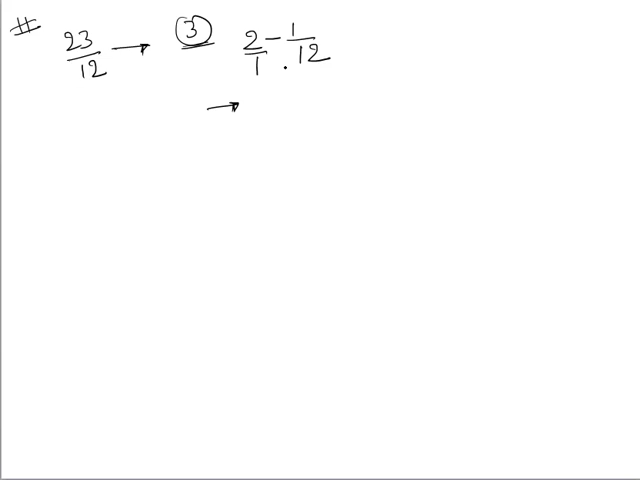 # 23/12 → ③ 2/1 - 1/12
→